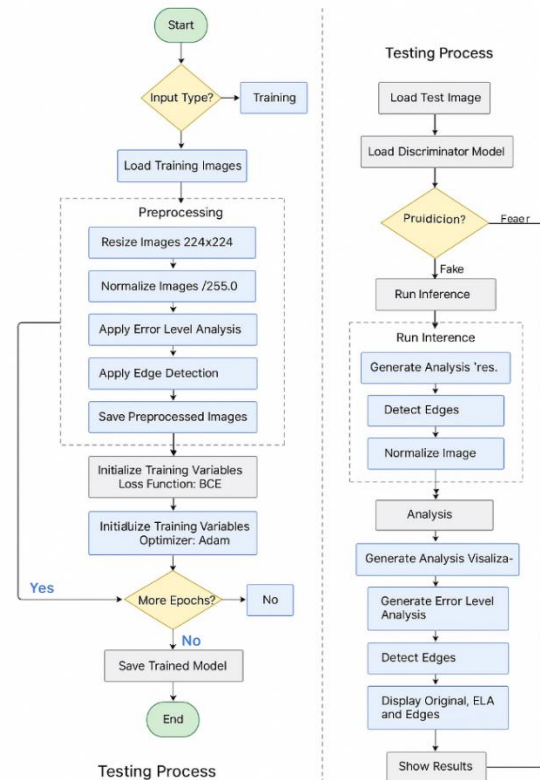 Start
Input Type?
Training
Load Training Images
Preprocessing
Resize Images 224x224
Normalize Images /255.0
Apply Error Level Analysis
Apply Edge Detection
Save Preprocessed Images
Initialize Training Variables
Loss Function: BCE
Initialuize Training Variables
Optimizer: Adam
Yes
More Epochs?
No
No
Save Trained Model
End
Testing Process
Testing Process
Load Test Image
Load Discriminator Model
Pruidicion?
Feaer
Fake
Run Inference
Run Interence
Generate Analysis 'res.
Detect Edges
Normalize Image
Analysis
Generate Analysis Visaliza-
Generate Error Level
Analysis
Detect Edges
Display Original, ELA
and Edges
Show Results